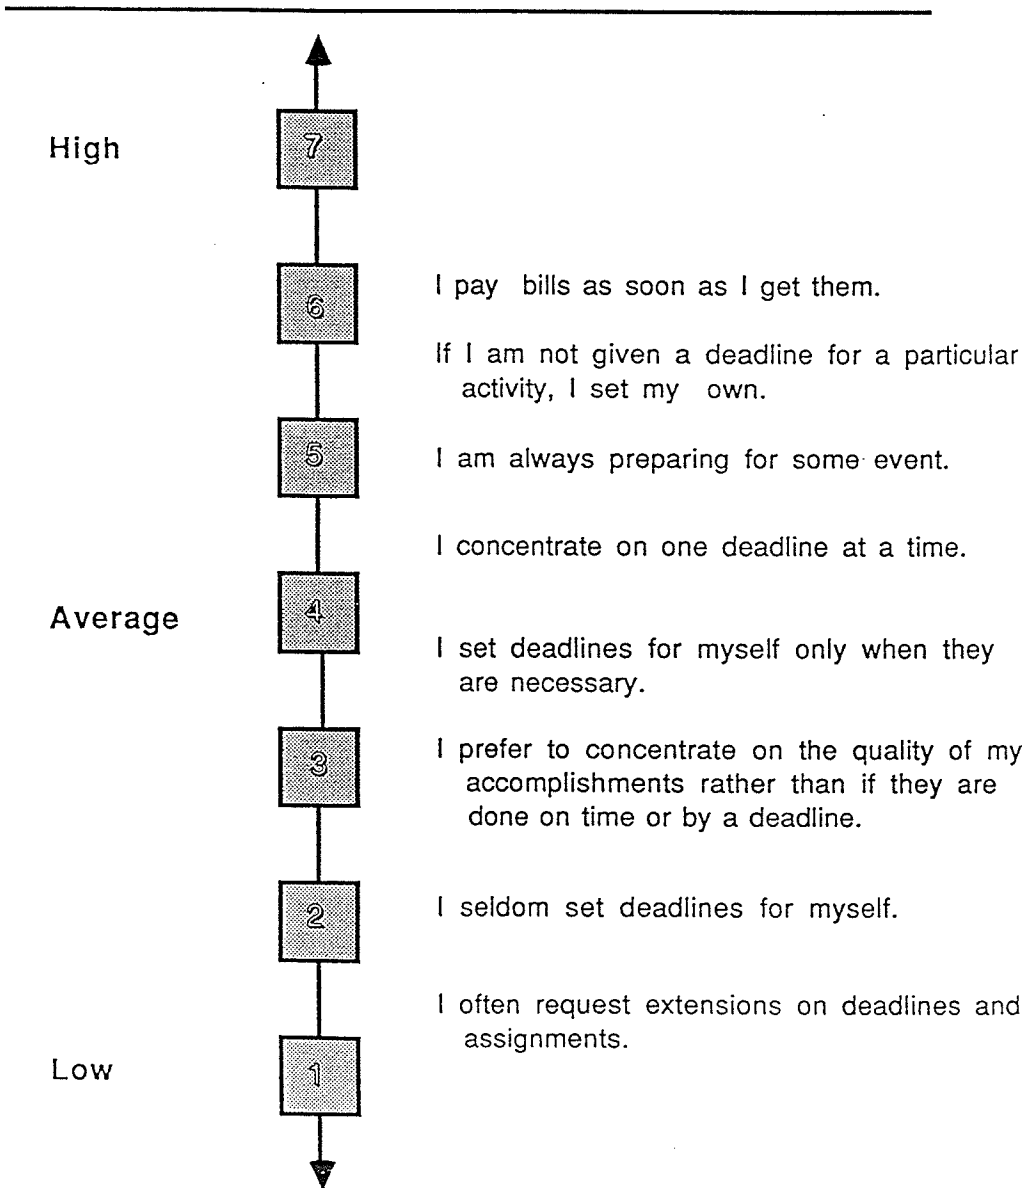 High
7
6
I pay bills as soon as I get them.
If I am not given a deadline for a particular
activity, I set my own.
5
I am always preparing for some event.
I concentrate on one deadline at a time.
Average
4
I set deadlines for myself only when they
are necessary.
3
I prefer to concentrate on the quality of my
accomplishments rather than if they are
done on time or by a deadline.
2
I seldom set deadlines for myself.
I often request extensions on deadlines and
assignments.
Low
1